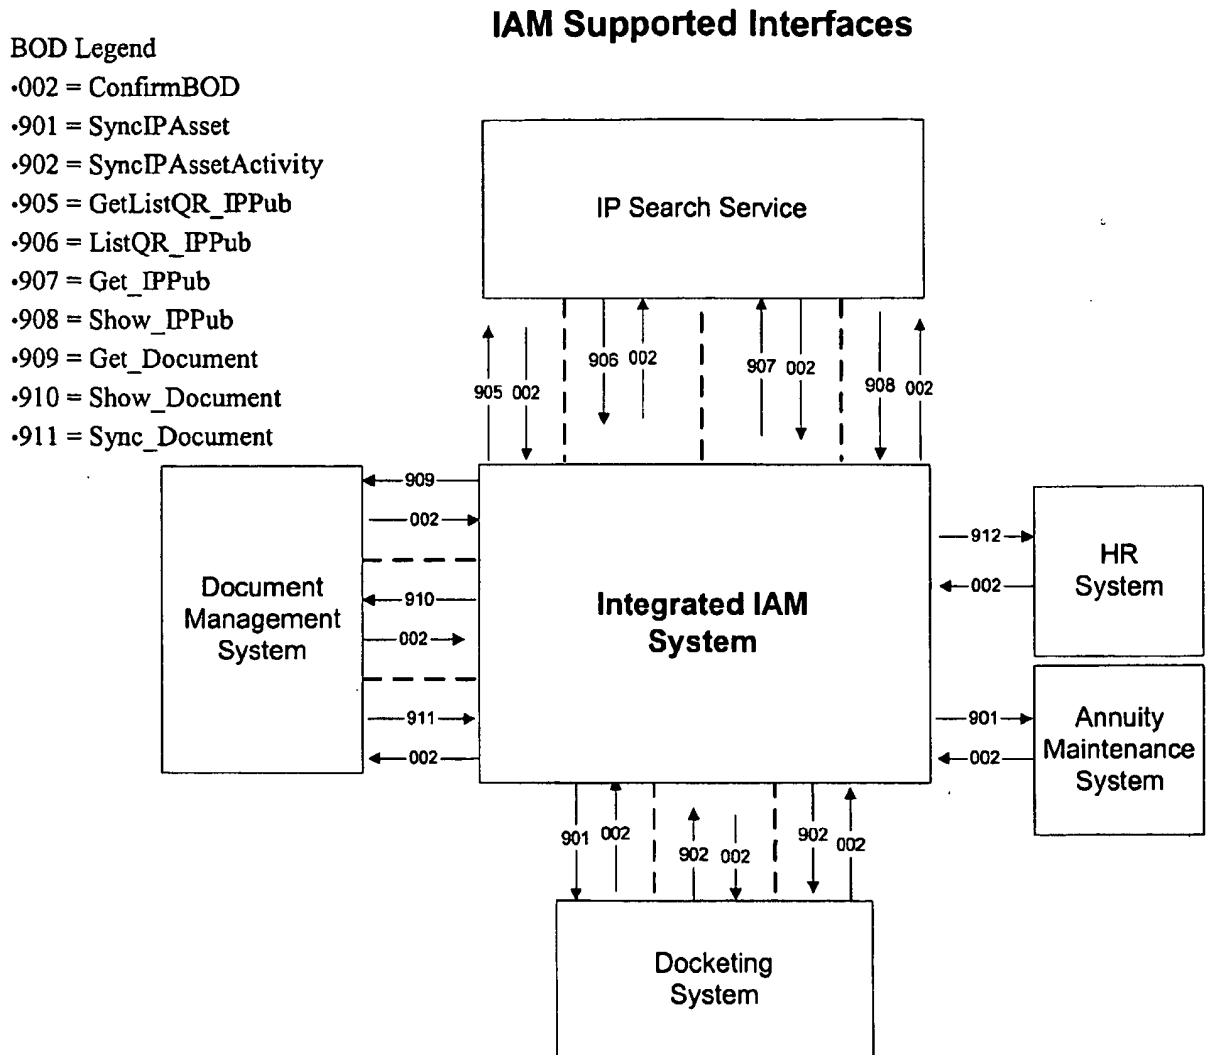 IAM Supported Interfaces
BOD Legend
•002 = ConfirmBOD
•901 = SyncIPAsset
•902 = SyncIPAssetActivity
•905 = GetListQR_IPPub
•906 = ListQR_IPPub
•907 = Get_IPPub
•908 = Show_IPPub
•909 = Get_Document
•910 = Show_Document
•911 = Sync_Document
IP Search Service
905
002
906
002
907
002
908
002
909
002
910
002
911
002
Document
Management
System
Integrated IAM
System
912
002
HR
System
901
002
Annuity
Maintenance
System
901
002
902
002
902
002
Docketing
System